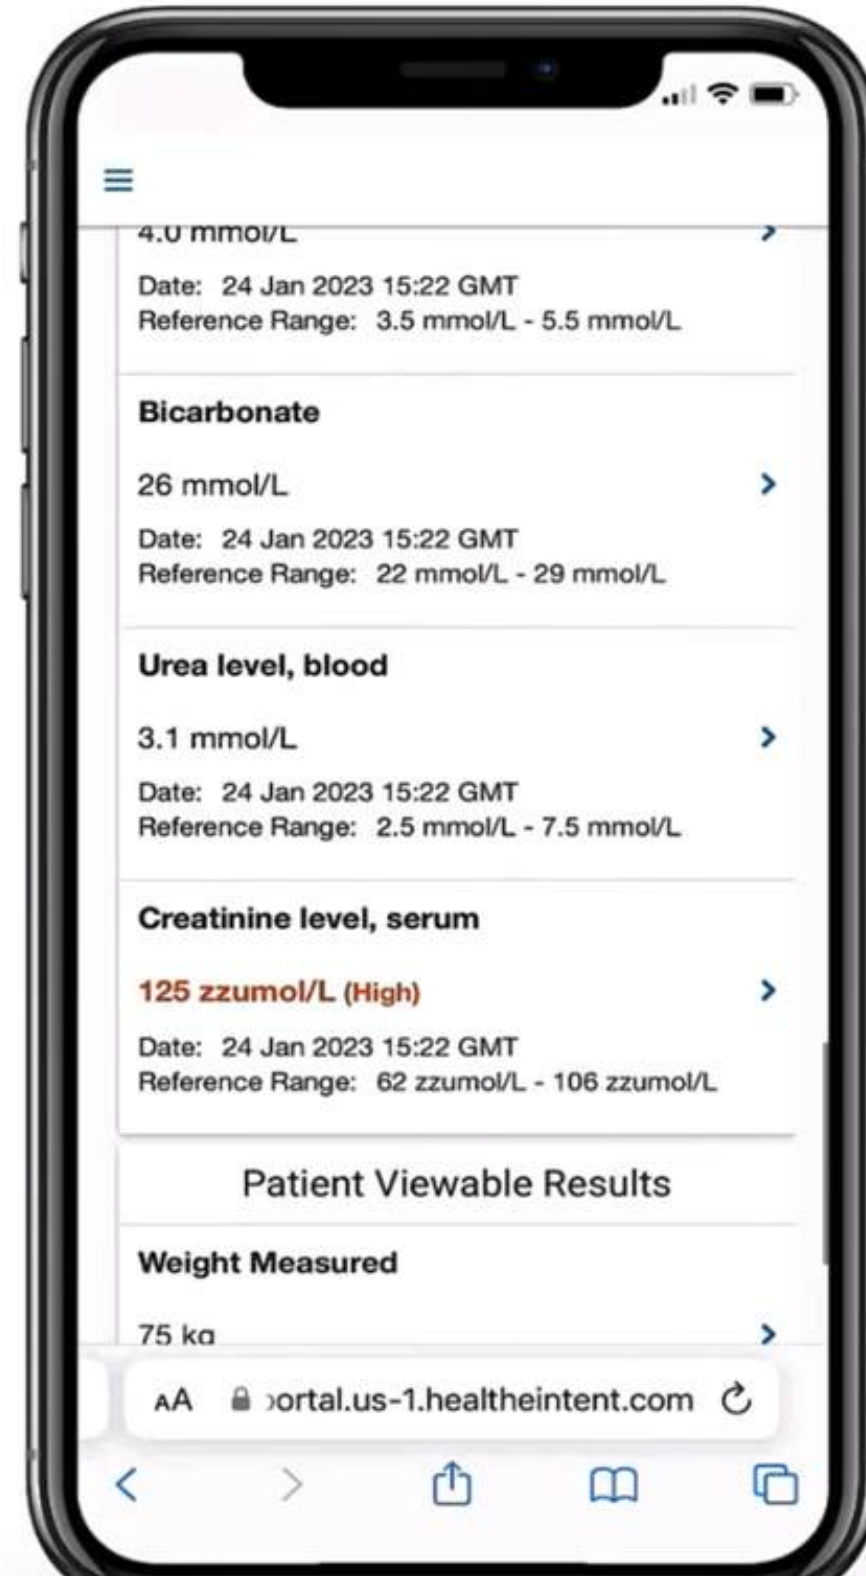 4.0 mmol/L
Date: 24 Jan 2023 15:22 GMT
Reference Range: 3.5 mmol/L - 5.5 mmol/L
Bicarbonate
26 mmol/L
Date: 24 Jan 2023 15:22 GMT
Reference Range: 22 mmol/L - 29 mmol/L
Urea level, blood
3.1 mmol/L
Date: 24 Jan 2023 15:22 GMT
Reference Range: 2.5 mmol/L - 7.5 mmol/L
Creatinine level, serum
125 zzumol/L (High)
Date: 24 Jan 2023 15:22 GMT
Reference Range: 62 zzumol/L - 106 zzumol/L
Patient Viewable Results
Weight Measured
75 kg
AA ortal.us-1.healtheintent.com